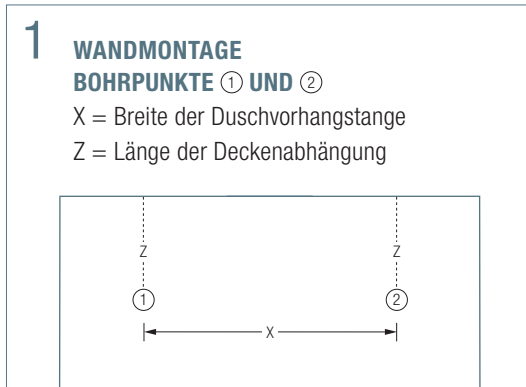 1
WANDMONTAGE
BOHRPUNKTE ① UND ②
X = Breite der Duschvorhangstange
Z = Länge der Deckenabhängung
Z Z
① ②
X